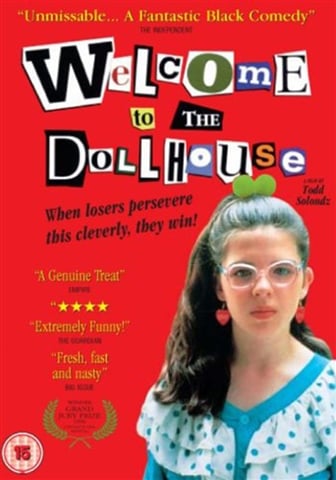 “Unmissable... A Fantastic Black Comedy”
THE INDEPENDENT
WELCOME
to THE
DOLLHOUSE
A FILM BY
Todd
Solondz
When losers persevere
this cleverly, they win!
“A Genuine Treat”
EMPIRE
“★★★★
“Extremely Funny!”
THE GUARDIAN
“Fresh, fast
and nasty”
BIG ISSUE
WINNER
GRAND
JURY PRIZE
15